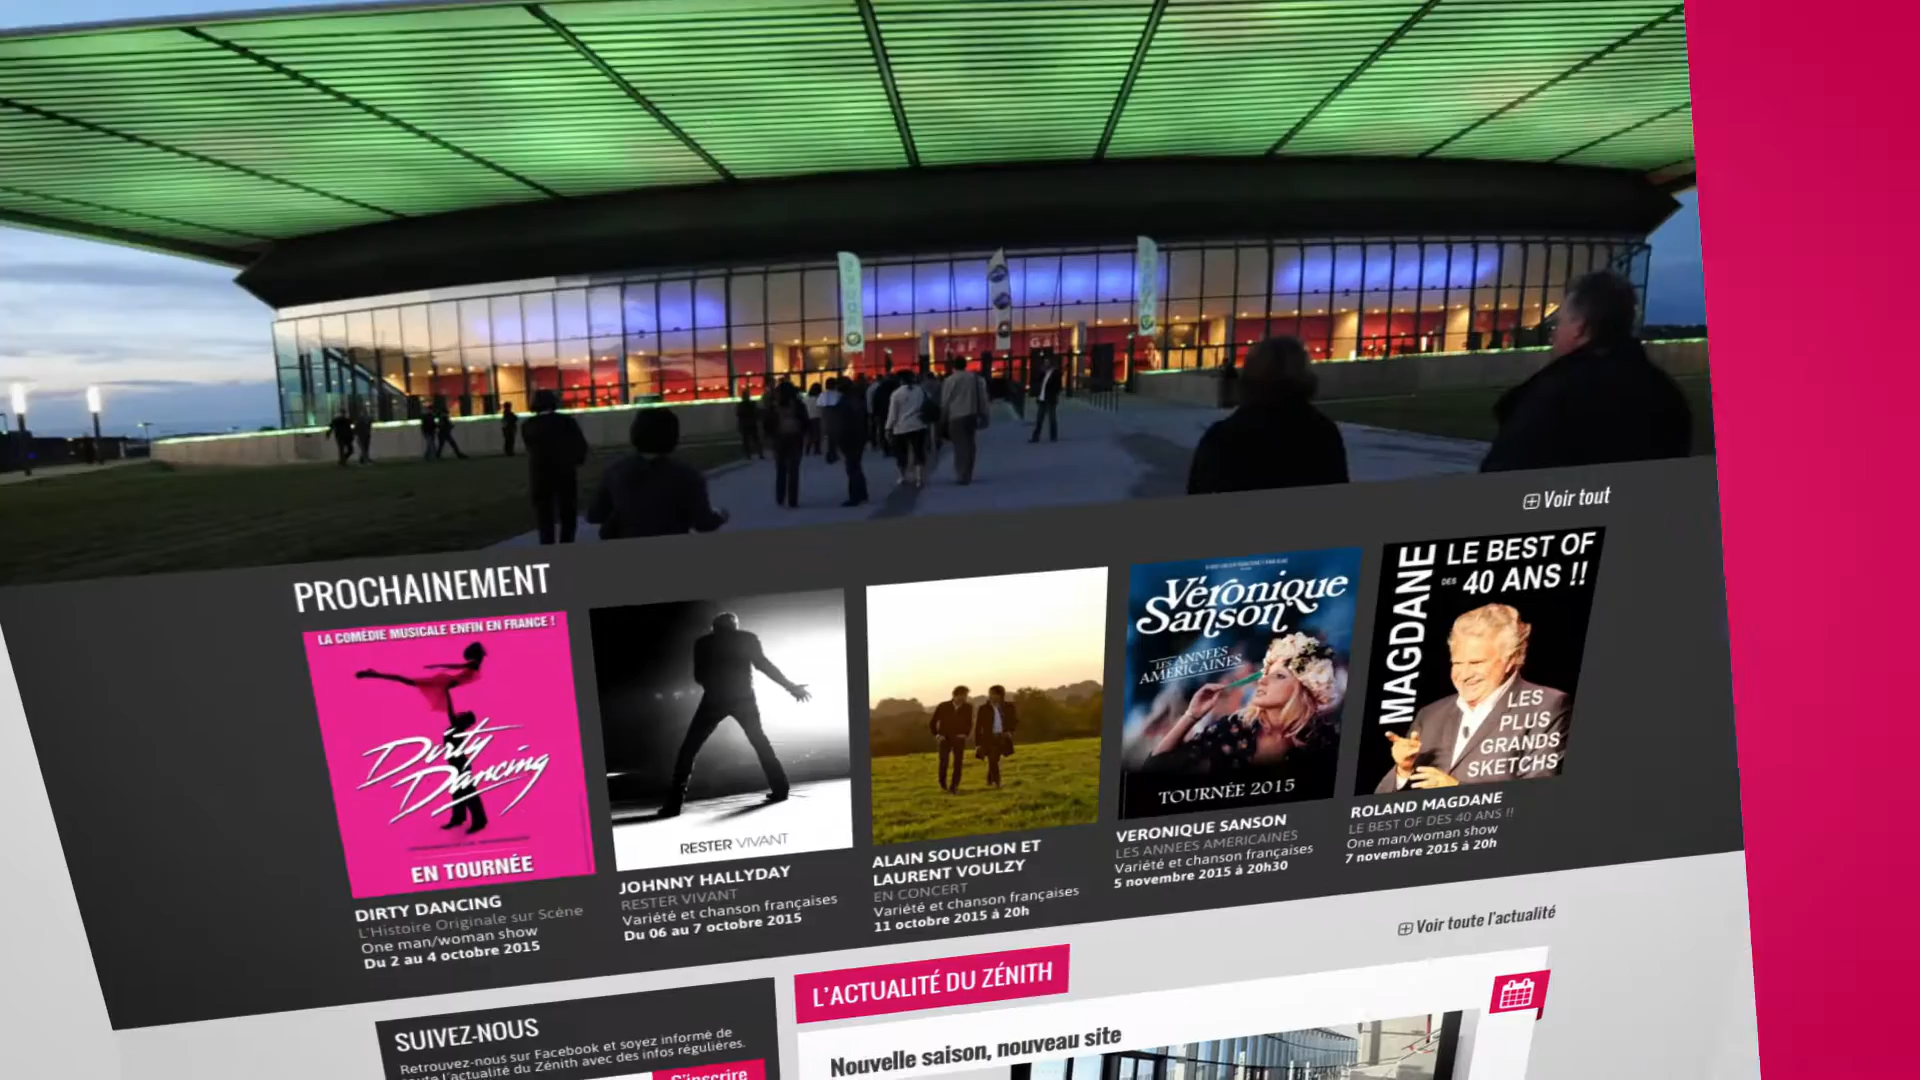 Voir tout
PROCHAINEMENT
LA COMÉDIE MUSICALE ENFIN EN FRANCE !
Dirty
Dancing
EN TOURNÉE
DIRTY DANCING
L'Histoire Originale sur Scène
One man/woman show
Du 2 au 4 octobre 2015
RESTER VIVANT
JOHNNY HALLYDAY
RESTER VIVANT
Variété et chanson françaises
Du 06 au 7 octobre 2015
ALAIN SOUCHON ET
LAURENT VOULZY
EN CONCERT
Variété et chanson françaises
11 octobre 2015 à 20h
Véronique
Sanson
LES ANNEES
AMERICAINES
TOURNÉE 2015
VERONIQUE SANSON
LES ANNEES AMERICAINES
Variété et chanson françaises
5 novembre 2015 à 20h30
MAGDANE
LE BEST OF
DES 40 ANS !!
LES
PLUS
GRANDS
SKETCHS
ROLAND MAGDANE
LE BEST OF DES 40 ANS !!
One man/woman show
7 novembre 2015 à 20h
Voir toute l'actualité
SUIVEZ-NOUS
Retrouvez-nous sur Facebook et soyez informé de
toute l'actualité du Zénith avec des infos régulières.
S'inscrire
L'ACTUALITÉ DU ZÉNITH
Nouvelle saison, nouveau site